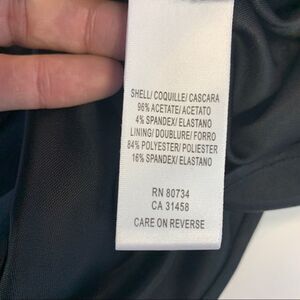 SHELL/ COQUILLE/ CASCARA
96% ACETATE/ ACETATO
4% SPANDEX/ ELASTANO
LINING/ DOUBLURE/ FORRO
84% POLYESTER/ POLIESTER
16% SPANDEX/ ELASTANO
RN 80734
CA 31458
CARE ON REVERSE